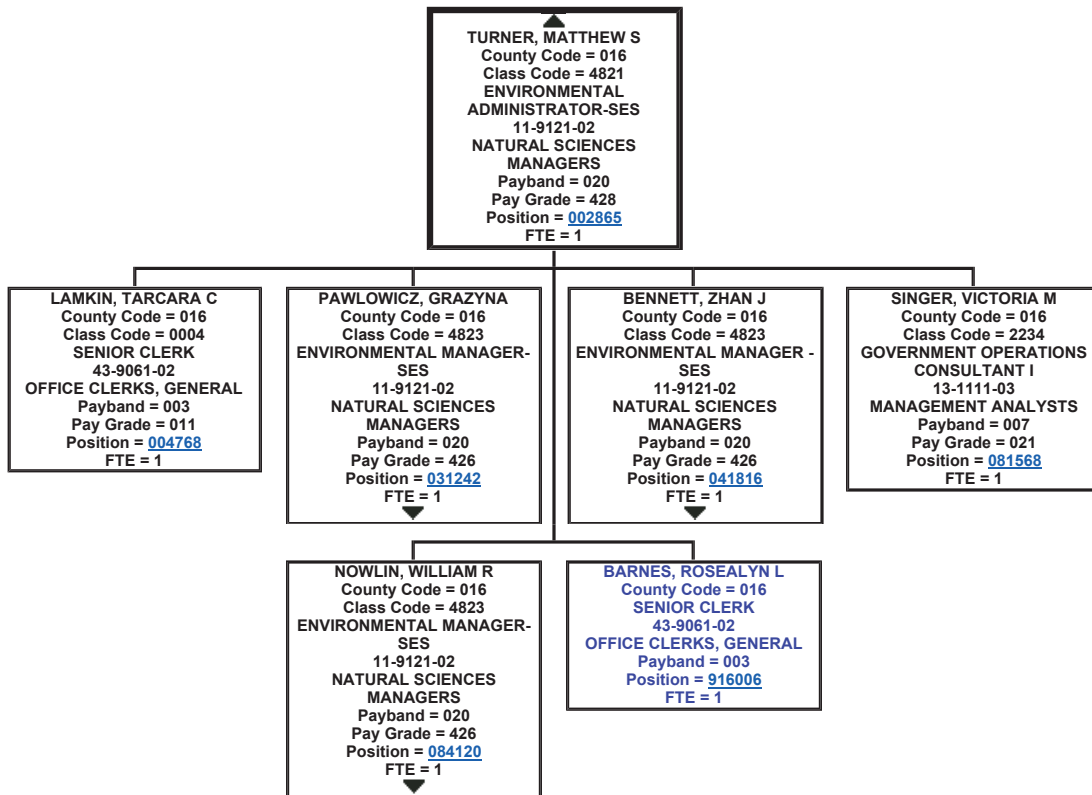 TURNER, MATTHEW S
County Code = 016
Class Code = 4821
ENVIRONMENTAL
ADMINISTRATOR-SES
11-9121-02
NATURAL SCIENCES
MANAGERS
Payband = 020
Pay Grade = 428
Position = 002865
FTE = 1
LAMKIN, TARCARA C
County Code = 016
Class Code = 0004
SENIOR CLERK
43-9061-02
OFFICE CLERKS, GENERAL
Payband = 003
Pay Grade = 011
Position = 004768
FTE = 1
PAWLOWICZ, GRAZYNA
County Code = 016
Class Code = 4823
ENVIRONMENTAL MANAGER-
SES
11-9121-02
NATURAL SCIENCES
MANAGERS
Payband = 020
Pay Grade = 426
Position = 031242
FTE = 1
BENNETT, ZHAN J
County Code = 016
Class Code = 4823
ENVIRONMENTAL MANAGER -
SES
11-9121-02
NATURAL SCIENCES
MANAGERS
Payband = 020
Pay Grade = 426
Position = 041816
FTE = 1
SINGER, VICTORIA M
County Code = 016
Class Code = 2234
GOVERNMENT OPERATIONS
CONSULTANT I
13-1111-03
MANAGEMENT ANALYSTS
Payband = 007
Pay Grade = 021
Position = 081568
FTE = 1
NOWLIN, WILLIAM R
County Code = 016
Class Code = 4823
ENVIRONMENTAL MANAGER-
SES
11-9121-02
NATURAL SCIENCES
MANAGERS
Payband = 020
Pay Grade = 426
Position = 084120
FTE = 1
BARNES, ROSEALYN L
County Code = 016
SENIOR CLERK
43-9061-02
OFFICE CLERKS, GENERAL
Payband = 003
Position = 916006
FTE = 1